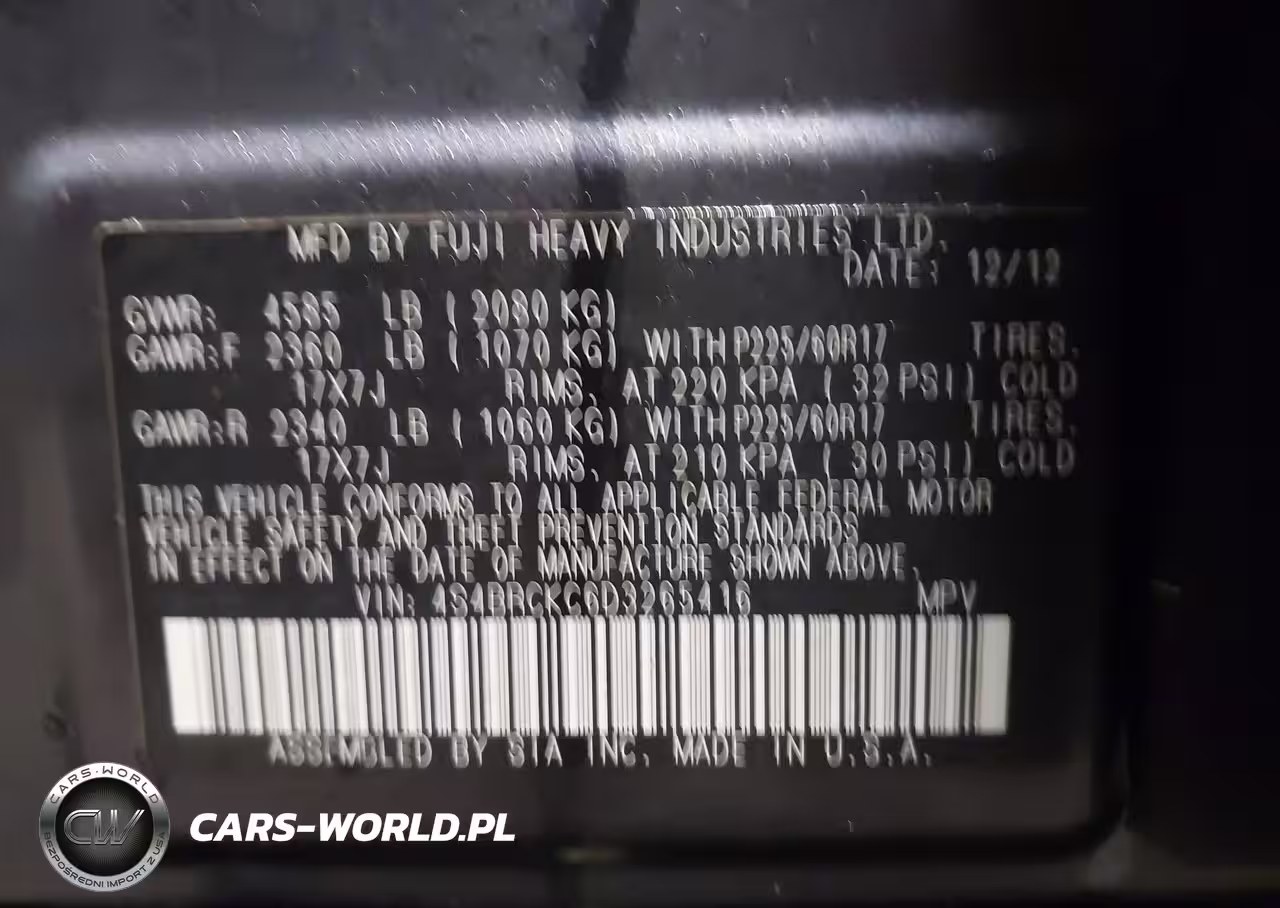 MFD BY FUJI HEAVY INDUSTRIES LTD.
DATE: 12/12
GVWR: 4585 LB ( 2080 KG)
GAWR:F 2360 LB ( 1070 KG) WITH P225/60R17 TIRES,
17X7J RIMS, AT 220 KPA ( 32 PSI) COLD
GAWR:R 2340 LB ( 1060 KG) WITH P225/60R17 TIRES,
17X7J RIMS, AT 210 KPA ( 30 PSI) COLD
THIS VEHICLE CONFORMS TO ALL APPLICABLE FEDERAL MOTOR
VEHICLE SAFETY AND THEFT PREVENTION STANDARDS
IN EFFECT ON THE DATE OF MANUFACTURE SHOWN ABOVE.
VIN: 4S4BRCKC6D3265416 MPV
ASSEMBLED BY SIA INC. MADE IN U.S.A.
CARS-WORLD
CW
BEZPOŚREDNI IMPORT Z USA
CARS-WORLD.PL